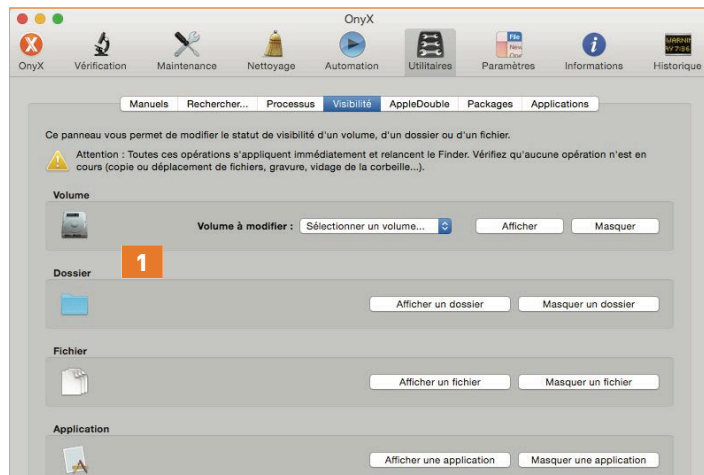 OnyX
OnyX Vérification Maintenance Nettoyage Automation Utilitaires Paramètres Informations Historique
Manuels Rechercher... Processus Visibilité AppleDouble Packages Applications
Ce panneau vous permet de modifier le statut de visibilité d'un volume, d'un dossier ou d'un fichier.
Attention : Toutes ces opérations s'appliquent immédiatement et relancent le Finder. Vérifiez qu'aucune opération n'est en
cours (copie ou déplacement de fichiers, gravure, vidage de la corbeille...).
Volume
Volume à modifier : Sélectionner un volume... Afficher Masquer
1
Dossier
Afficher un dossier Masquer un dossier
Fichier
Afficher un fichier Masquer un fichier
Application
Afficher une application Masquer une application